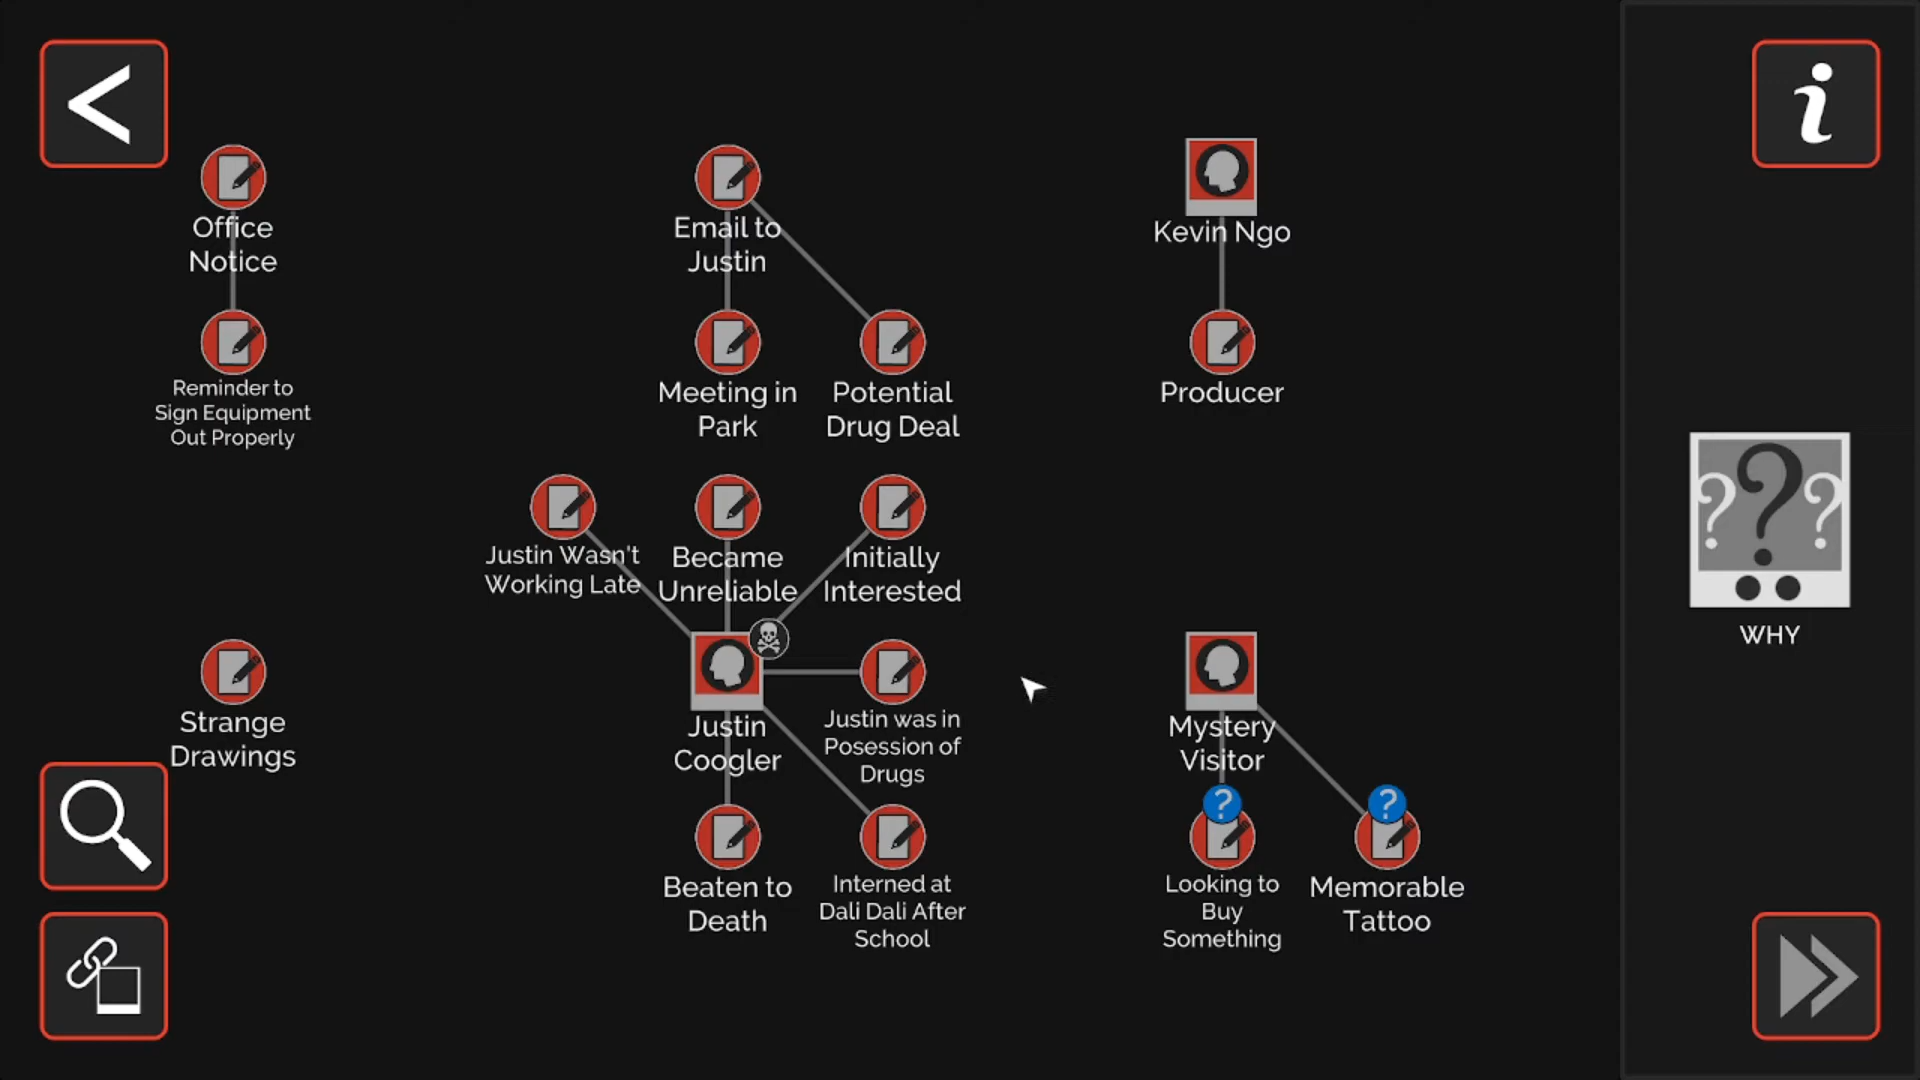 Office
Notice
Email to
Justin
Kevin Ngo
Reminder to
Sign Equipment
Out Properly
Meeting in
Park
Potential
Drug Deal
Producer
Justin Wasn't
Working Late
Became
Unreliable
Initially
Interested
WHY
Strange
Drawings
Justin
Coogler
Justin was in
Posession of
Drugs
Mystery
Visitor
Beaten to
Death
Interned at
Dali Dali After
School
Looking to
Buy
Something
Memorable
Tattoo